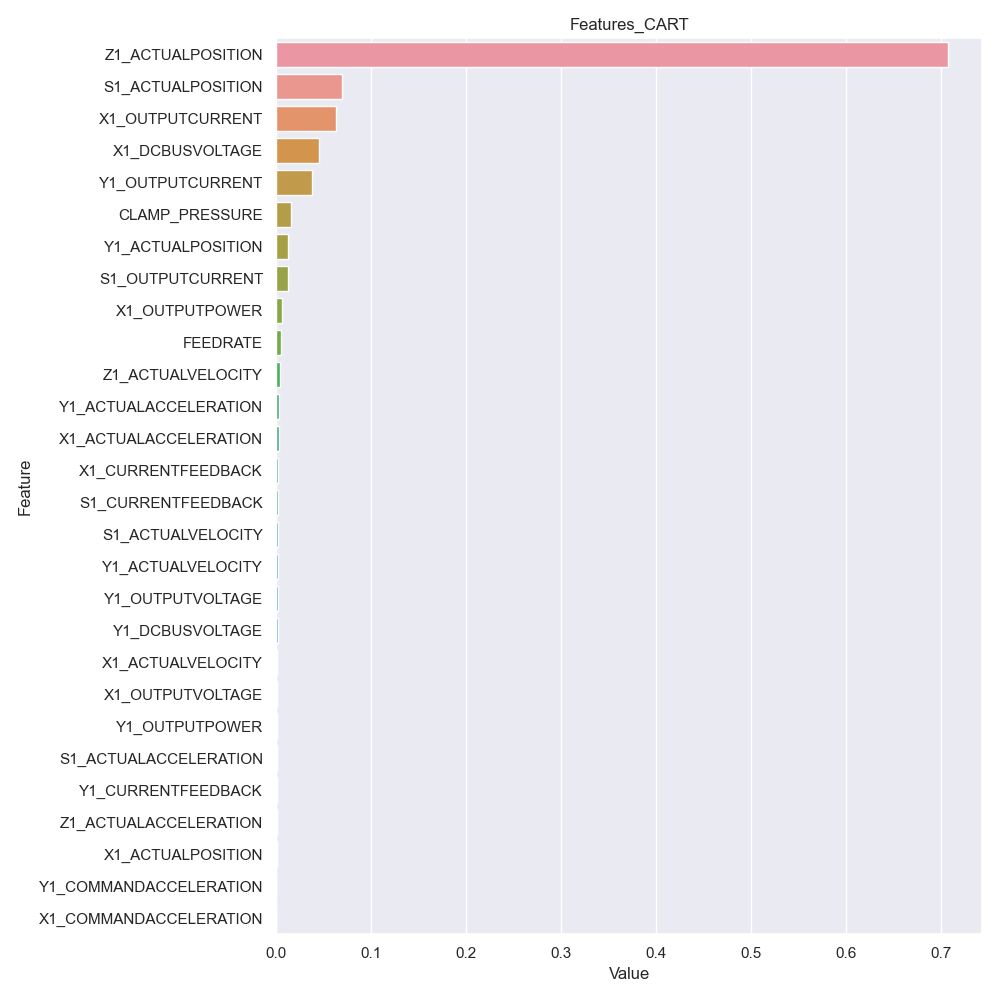 Features_CART
Z1_ACTUALPOSITION
S1_ACTUALPOSITION
X1_OUTPUTCURRENT
X1_DCBUSVOLTAGE
Y1_OUTPUTCURRENT
CLAMP_PRESSURE
Y1_ACTUALPOSITION
S1_OUTPUTCURRENT
X1_OUTPUTPOWER
FEEDRATE
Z1_ACTUALVELOCITY
Y1_ACTUALACCELERATION
X1_ACTUALACCELERATION
X1_CURRENTFEEDBACK
S1_CURRENTFEEDBACK
S1_ACTUALVELOCITY
Y1_ACTUALVELOCITY
Y1_OUTPUTVOLTAGE
Y1_DCBUSVOLTAGE
X1_ACTUALVELOCITY
X1_OUTPUTVOLTAGE
Y1_OUTPUTPOWER
S1_ACTUALACCELERATION
Y1_CURRENTFEEDBACK
Z1_ACTUALACCELERATION
X1_ACTUALPOSITION
Y1_COMMANDACCELERATION
X1_COMMANDACCELERATION
Feature
0.0 0.1 0.2 0.3 0.4 0.5 0.6 0.7
Value